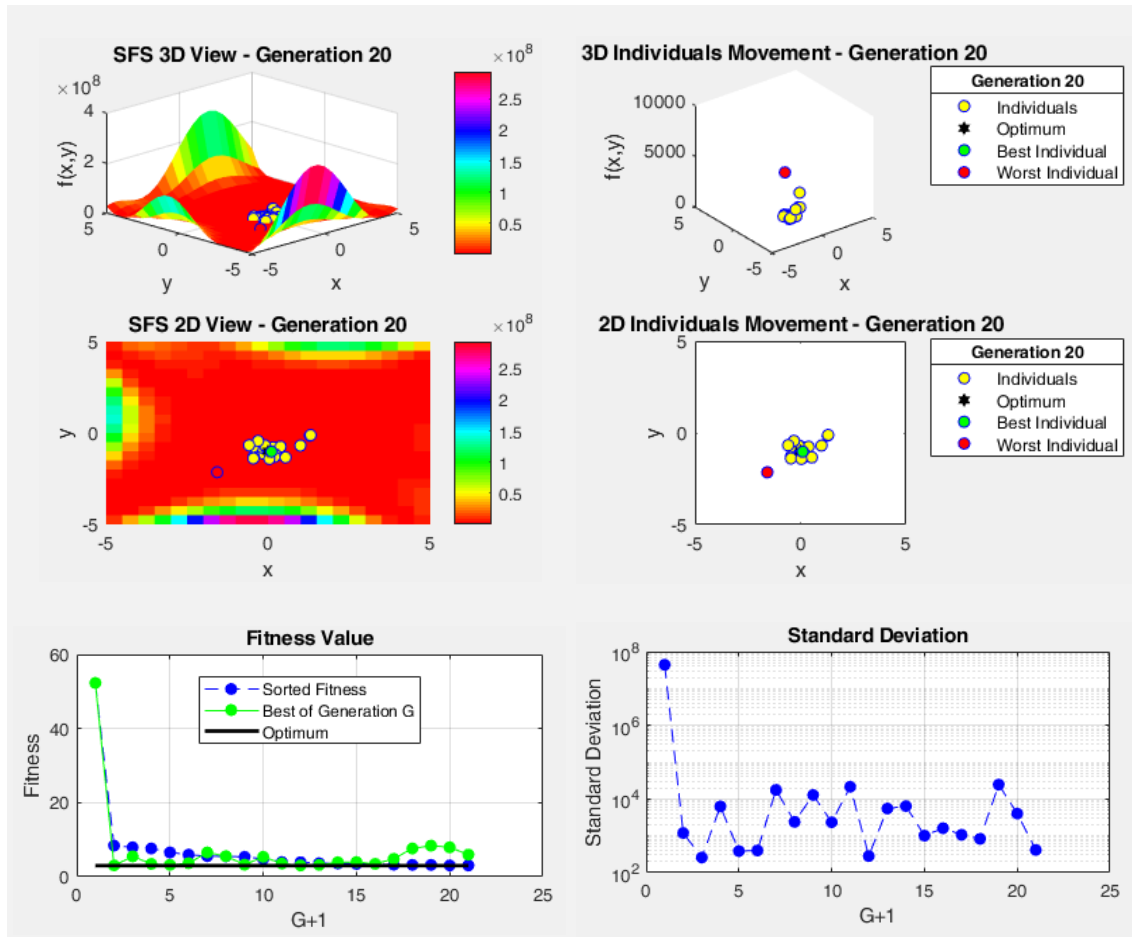 SFS 3D View - Generation 20
×10^8
4
2
0
f(x,y)
5
0
-5
y
-5
0
5
x
×10^8
2.5
2
1.5
1
0.5
3D Individuals Movement - Generation 20
10000
5000
0
f(x,y)
5
0
-5
y
-5
0
5
x
Generation 20
Individuals
Optimum
Best Individual
Worst Individual
SFS 2D View - Generation 20
×10^8
5
0
-5
y
-5
0
5
x
2.5
2
1.5
1
0.5
2D Individuals Movement - Generation 20
5
0
-5
y
-5
0
5
x
Generation 20
Individuals
Optimum
Best Individual
Worst Individual
Fitness Value
60
40
20
0
Fitness
Sorted Fitness
Best of Generation G
Optimum
0
5
10
15
20
25
G+1
Standard Deviation
10^8
10^6
10^4
10^2
Standard Deviation
0
5
10
15
20
25
G+1